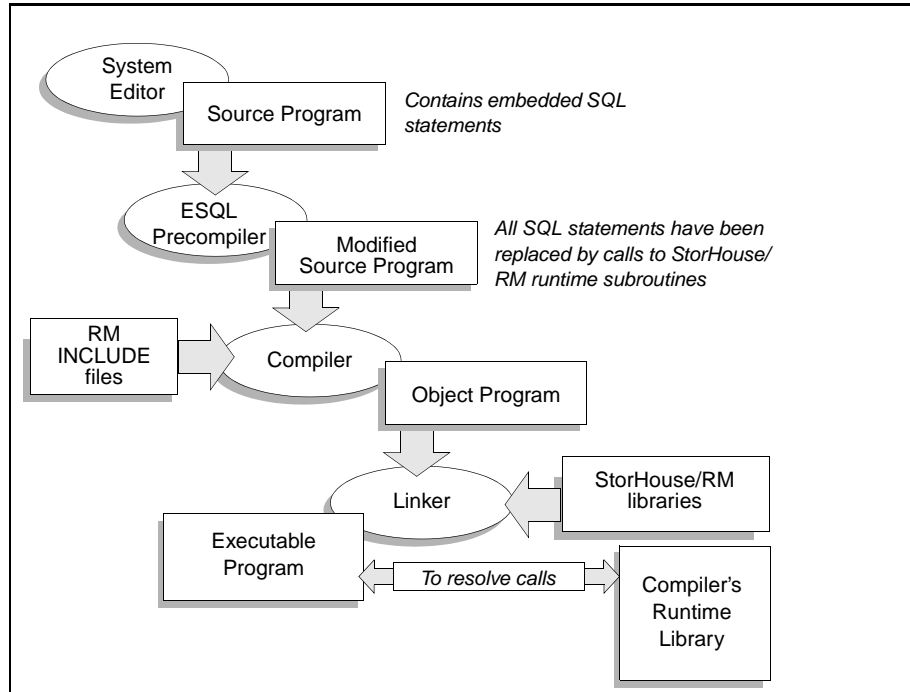 System
Editor
Source Program
Contains embedded SQL
statements
ESQL
Precompiler
Modified
Source Program
All SQL statements have been
replaced by calls to StorHouse/
RM runtime subroutines
RM
INCLUDE
files
Compiler
Object Program
Linker
StorHouse/RM
libraries
Executable
Program
To resolve calls
Compiler's
Runtime
Library